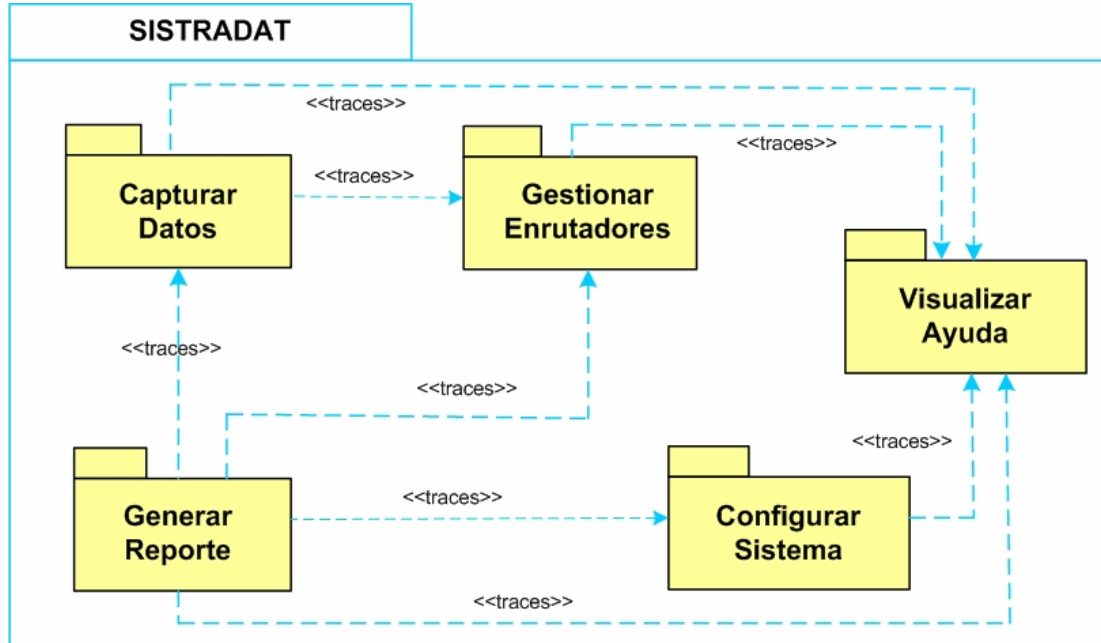 SISTRADAT
<<traces>>
<<traces>>
<<traces>>
Capturar
Datos
Gestionar
Enrutadores
Visualizar
Ayuda
<<traces>>
<<traces>>
<<traces>>
<<traces>>
Generar
Reporte
Configurar
Sistema
<<traces>>